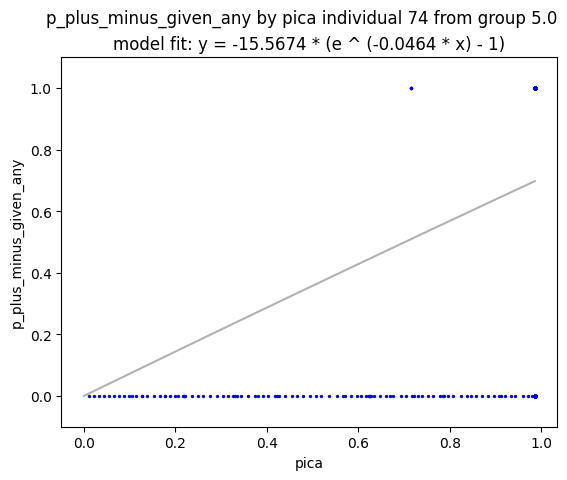 p_plus_minus_given_any by pica individual 74 from group 5.0
model fit: y = -15.5674 * (e ^ (-0.0464 * x) - 1)
1.0
0.8
0.6
0.4
0.2
0.0
p_plus_minus_given_any
0.0 0.2 0.4 0.6 0.8 1.0
pica